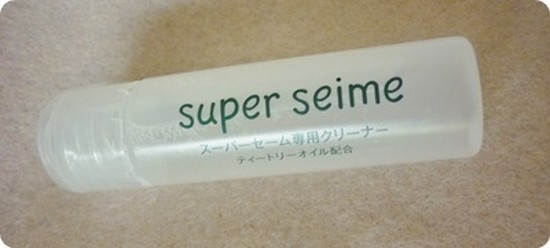 super seime
スーパーセーム専用クリーナー
ティートリーオイル配合